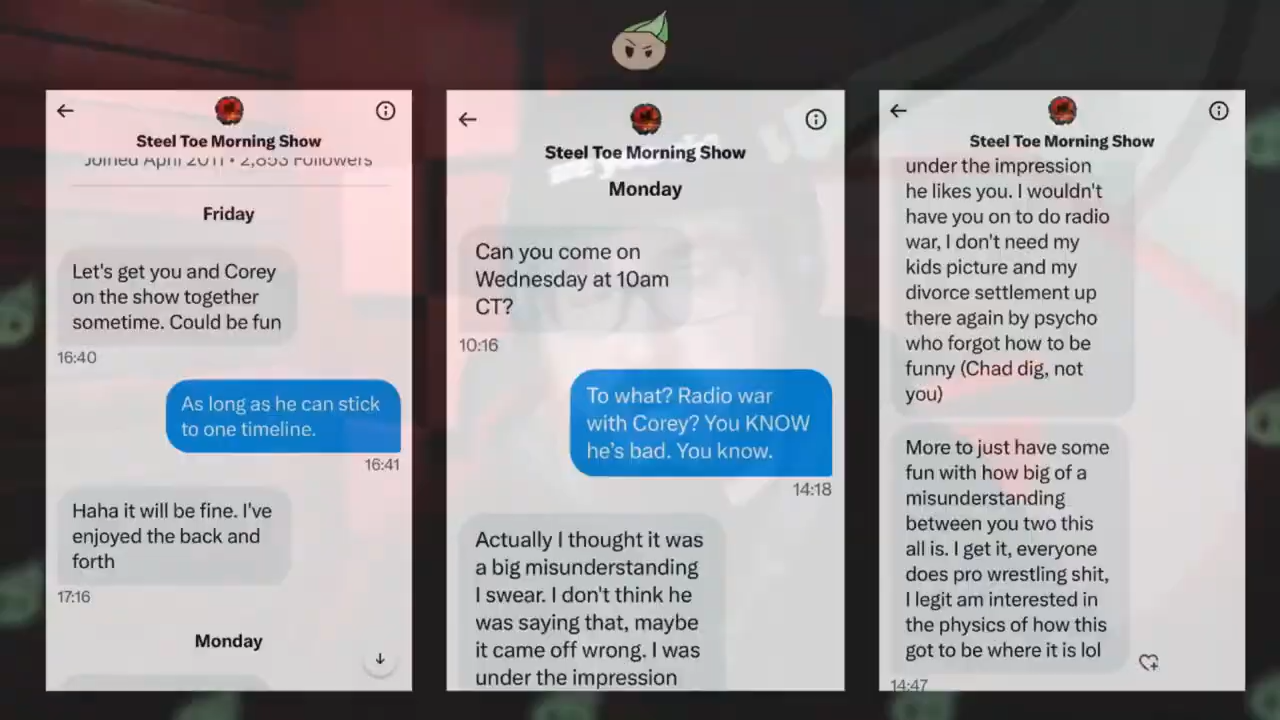 Steel Toe Morning Show
Joined April 2011 • 2,853 Followers
Friday
Let's get you and Corey
on the show together
sometime. Could be fun
16:40
As long as he can stick
to one timeline.
16:41
Haha it will be fine. I've
enjoyed the back and
forth
17:16
Monday
Steel Toe Morning Show
Monday
Can you come on
Wednesday at 10am
CT?
10:16
To what? Radio war
with Corey? You KNOW
he's bad. You know.
14:18
Actually I thought it was
a big misunderstanding
I swear. I don't think he
was saying that, maybe
it came off wrong. I was
under the impression
Steel Toe Morning Show
under the impression
he likes you. I wouldn't
have you on to do radio
war, I don't need my
kids picture and my
divorce settlement up
there again by psycho
who forgot how to be
funny (Chad dig, not
you)
More to just have some
fun with how big of a
misunderstanding
between you two this
all is. I get it, everyone
does pro wrestling shit,
I legit am interested in
the physics of how this
got to be where it is lol
14:47